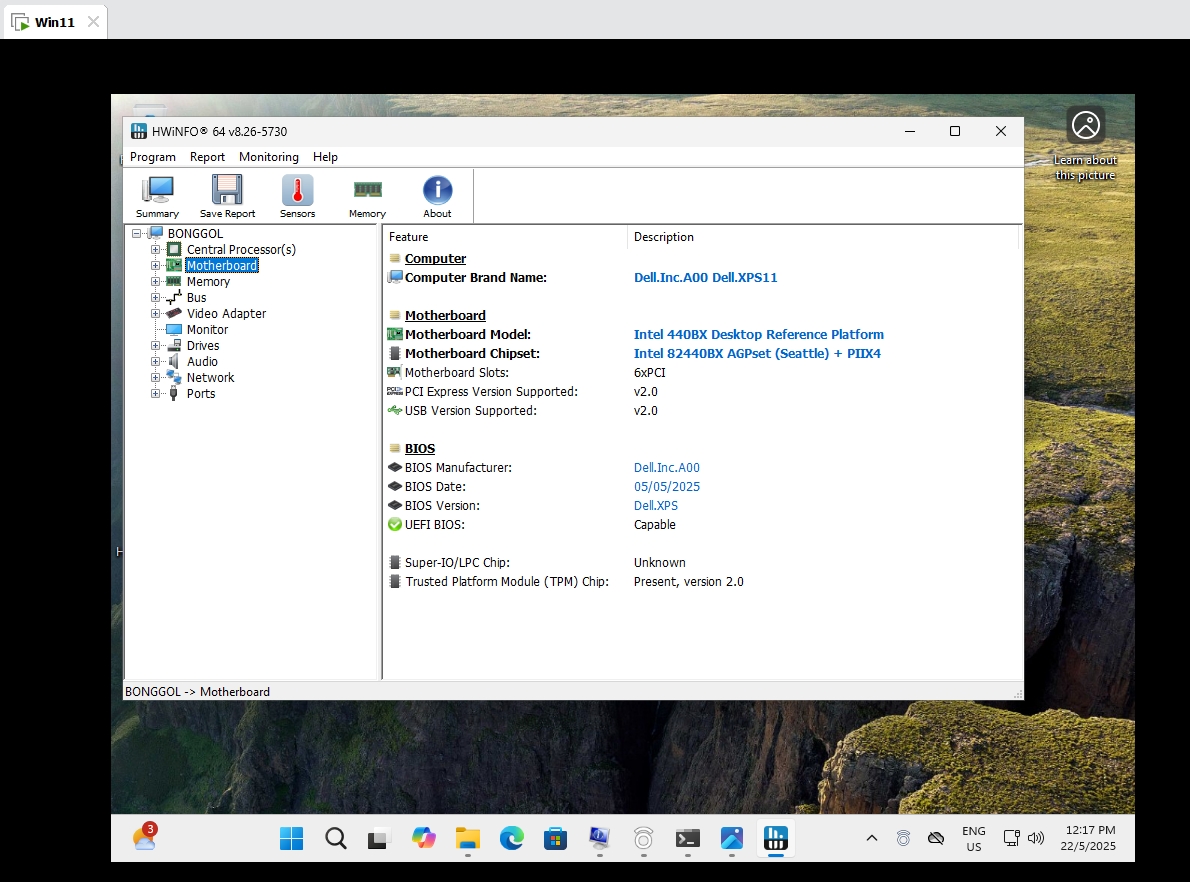 Win11
HWiNFO® 64 v8.26-5730
Program Report Monitoring Help
Summary Save Report Sensors Memory About
Learn about
this picture
BONGGOL
Central Processor(s)
Motherboard
Memory
Bus
Video Adapter
Monitor
Drives
Audio
Network
Ports
Feature Description
Computer
Computer Brand Name: Dell.Inc.A00 Dell.XPS11
Motherboard
Motherboard Model: Intel 440BX Desktop Reference Platform
Motherboard Chipset: Intel 82440BX AGPset (Seattle) + PIIX4
Motherboard Slots: 6xPCI
PCI Express Version Supported: v2.0
USB Version Supported: v2.0
BIOS
BIOS Manufacturer: Dell.Inc.A00
BIOS Date: 05/05/2025
BIOS Version: Dell.XPS
UEFI BIOS: Capable
Super-IO/LPC Chip: Unknown
Trusted Platform Module (TPM) Chip: Present, version 2.0
H
BONGGOL -> Motherboard
3
ENG
US
12:17 PM
22/5/2025